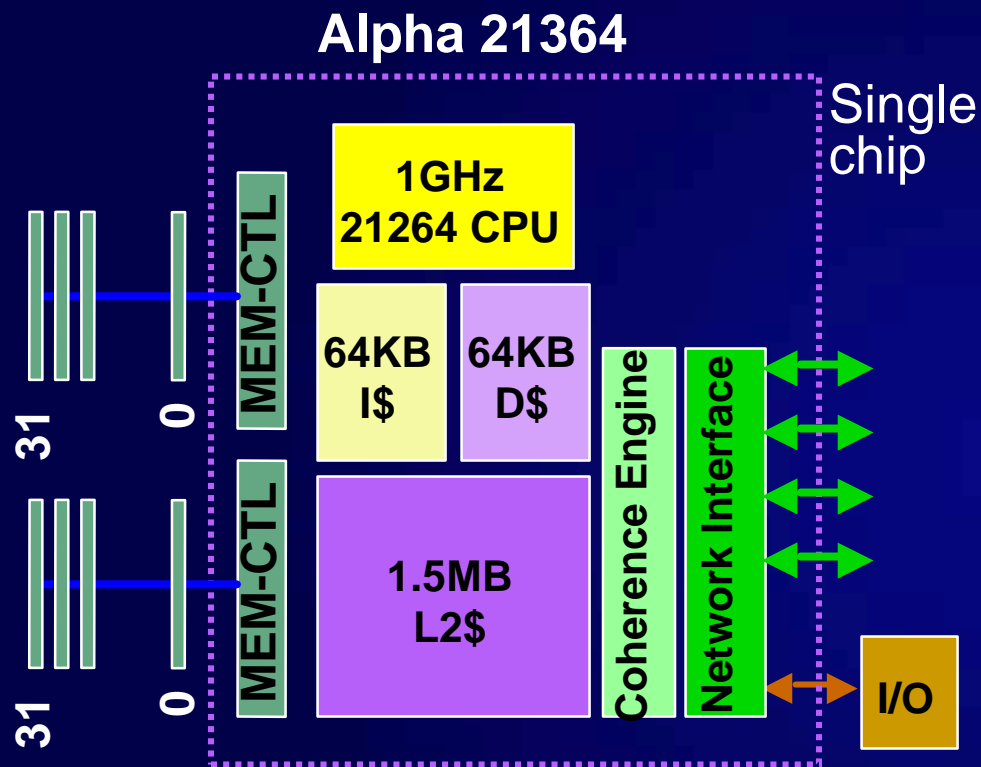 Alpha 21364
Single
chip
1GHz
21264 CPU
MEM-CTL
64KB
I$
64KB
D$
31
0
Coherence Engine
Network Interface
MEM-CTL
1.5MB
L2$
31
0
I/O